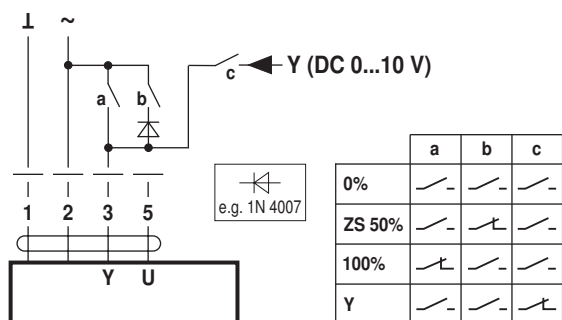 ⊥ ~
a b c Y (DC 0...10 V)
1 2 3 5
Y U
e.g. 1N 4007
a b c
0%
ZS 50%
100%
Y